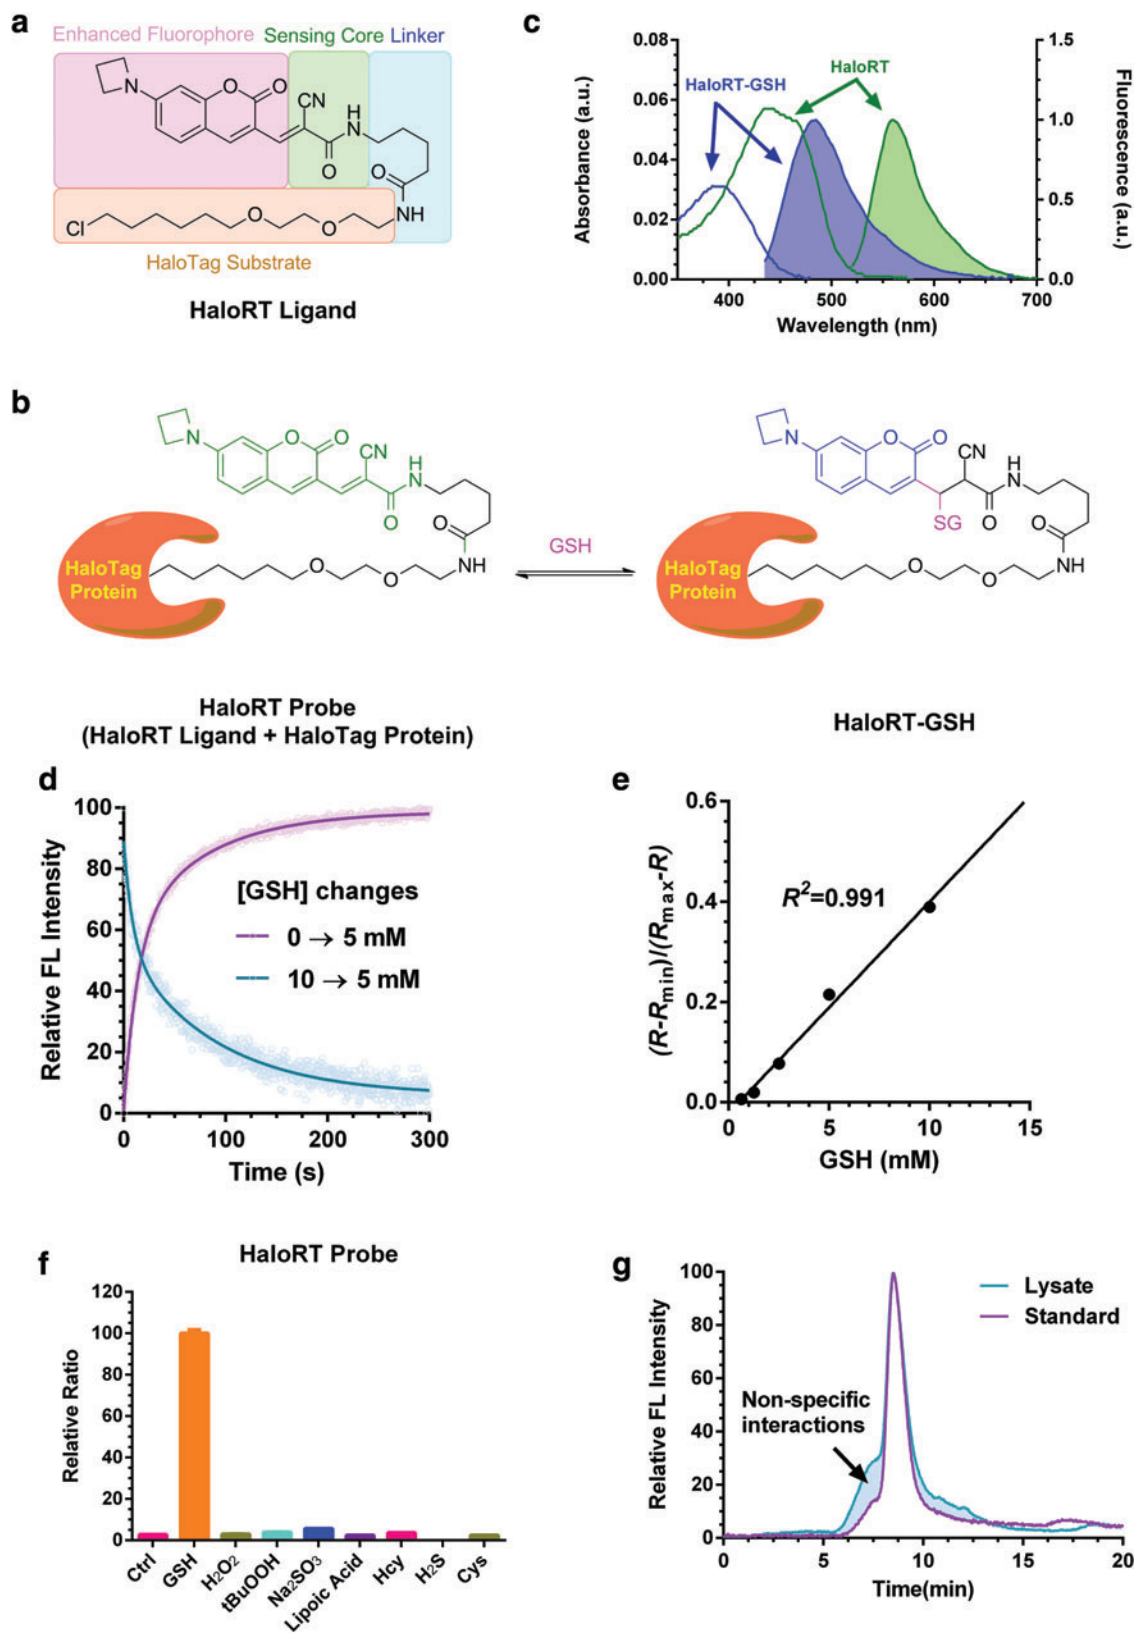 a
Enhanced Fluorophore Sensing Core Linker
N
O
O
CN
H
N
O
O
Cl
O
O
NH
HaloTag Substrate
HaloRT Ligand
c
0.08
0.06
0.04
0.02
0.00
Absorbance (a.u.)
HaloRT-GSH
HaloRT
1.5
1.0
0.5
0.0
Fluorescence (a.u.)
400
500
600
700
Wavelength (nm)
b
N
O
O
CN
H
N
O
O
O
O
NH
HaloTag
Protein
GSH
N
O
O
CN
H
N
SG
O
O
O
O
NH
HaloTag
Protein
HaloRT Probe
(HaloRT Ligand + HaloTag Protein)
HaloRT-GSH
d
100
80
60
40
20
0
Relative FL Intensity
[GSH] changes
0 → 5 mM
10 → 5 mM
0
100
200
300
Time (s)
e
0.6
0.4
0.2
0.0
(R-Rmin)/(Rmax-R)
R²=0.991
0
5
10
15
GSH (mM)
f
HaloRT Probe
120
100
80
60
40
20
0
Relative Ratio
Ctrl
GSH
H₂O₂
tBuOOH
Na₂SO₃
Lipoic Acid
Hcy
H₂S
Cys
g
100
80
60
40
20
0
Relative FL Intensity
Lysate
Standard
Non-specific
interactions
0
5
10
15
20
Time(min)